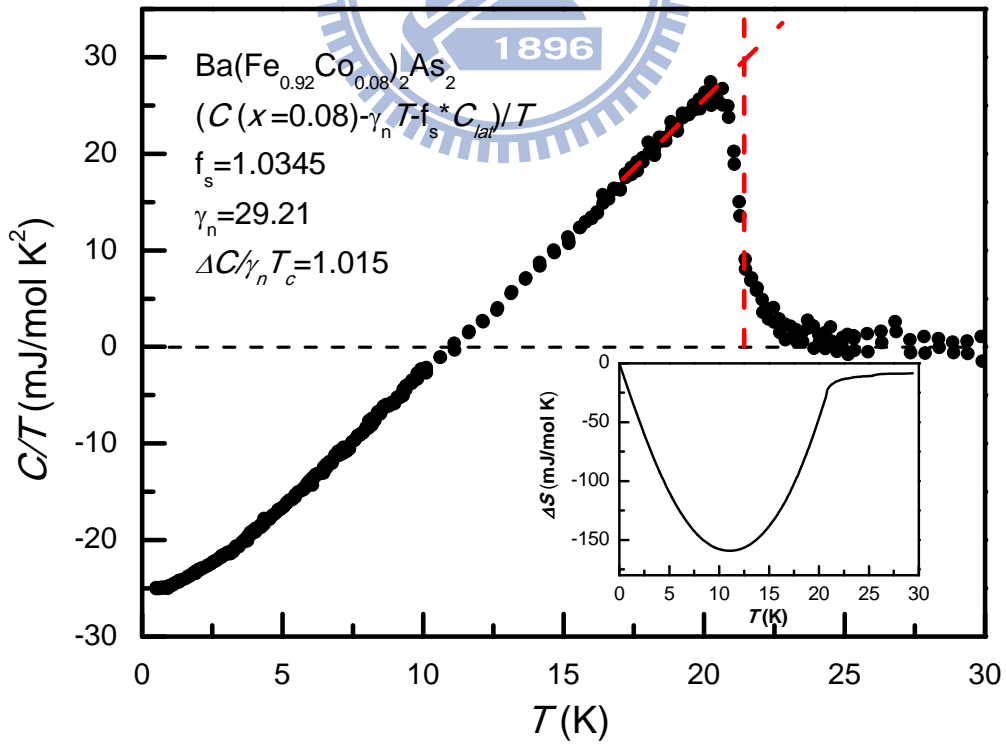 1896
Ba(Fe0.92Co0.08)2As2
(C (x=0.08)-γnT-fs*Clat)/T
fs=1.0345
γn=29.21
ΔC/γnTc=1.015
C/T (mJ/mol K²)
30
20
10
0
-10
-20
-30
0 5 10 15 20 25 30
T (K)
ΔS (mJ/mol K)
0
-50
-100
-150
0 5 10 15 20 25 30
T (K)